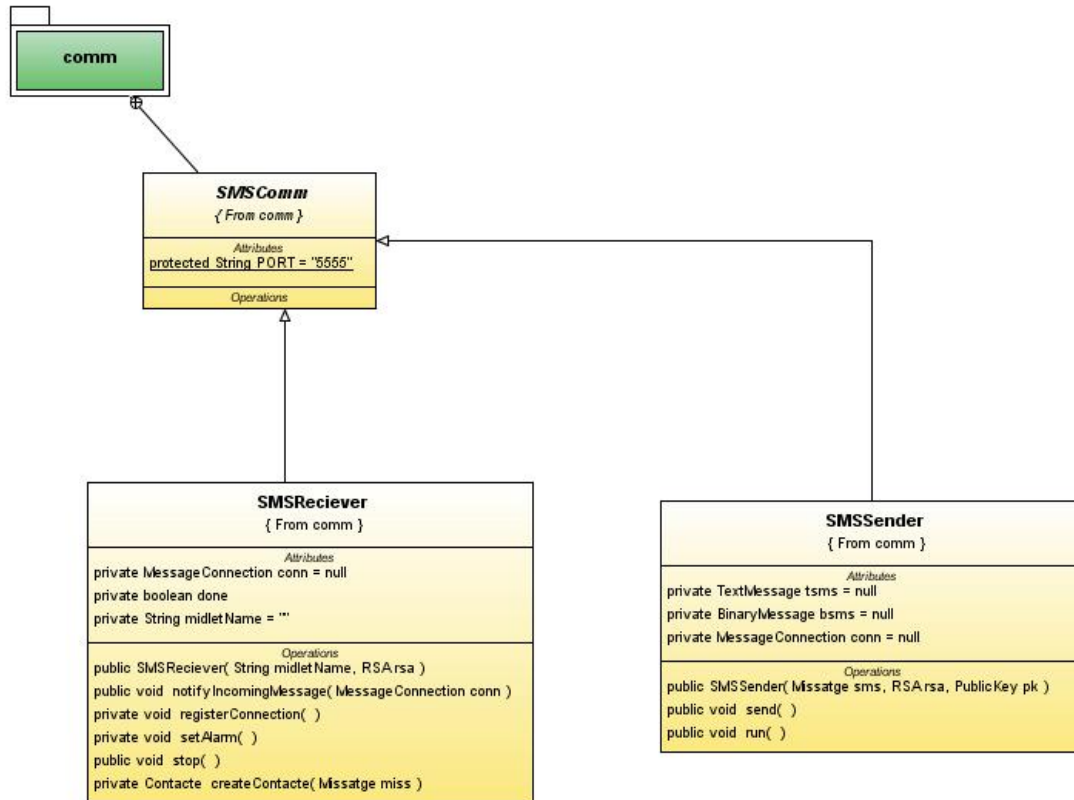 comm
SMSComm
{ From comm }
Attributes
protected String PORT = "5555"
Operations
SMSReciever
{ From comm }
Attributes
private MessageConnection conn = null
private boolean done
private String midletName = ""
Operations
public SMSReciever( String midletName, RSA rsa )
public void notifyIncomingMessage( MessageConnection conn )
private void registerConnection( )
private void setAlarm( )
public void stop( )
private Contacte createContacte( Missatge miss )
SMSSender
{ From comm }
Attributes
private TextMessage tsms = null
private BinaryMessage bsms = null
private MessageConnection conn = null
Operations
public SMSSender( Missatge sms, RSA rsa, PublicKey pk )
public void send( )
public void run( )